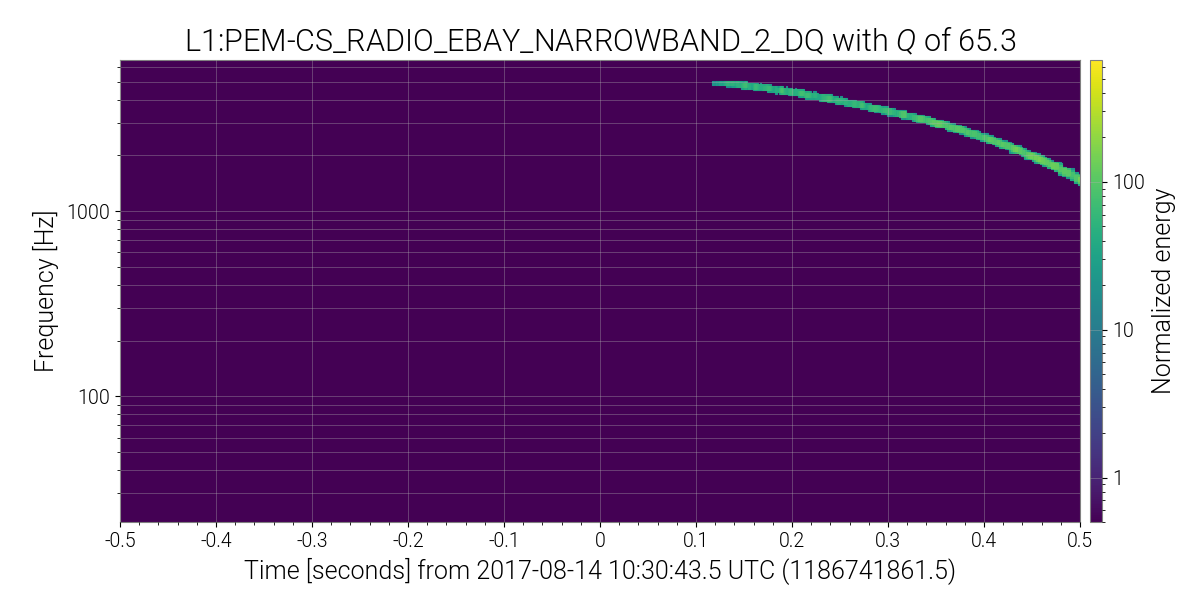 L1:PEM-CS_RADIO_EBAY_NARROWBAND_2_DQ with Q of 65.3
Frequency [Hz]
1000
100
-0.5 -0.4 -0.3 -0.2 -0.1 0 0.1 0.2 0.3 0.4 0.5
Time [seconds] from 2017-08-14 10:30:43.5 UTC (1186741861.5)
100
10
1
Normalized energy